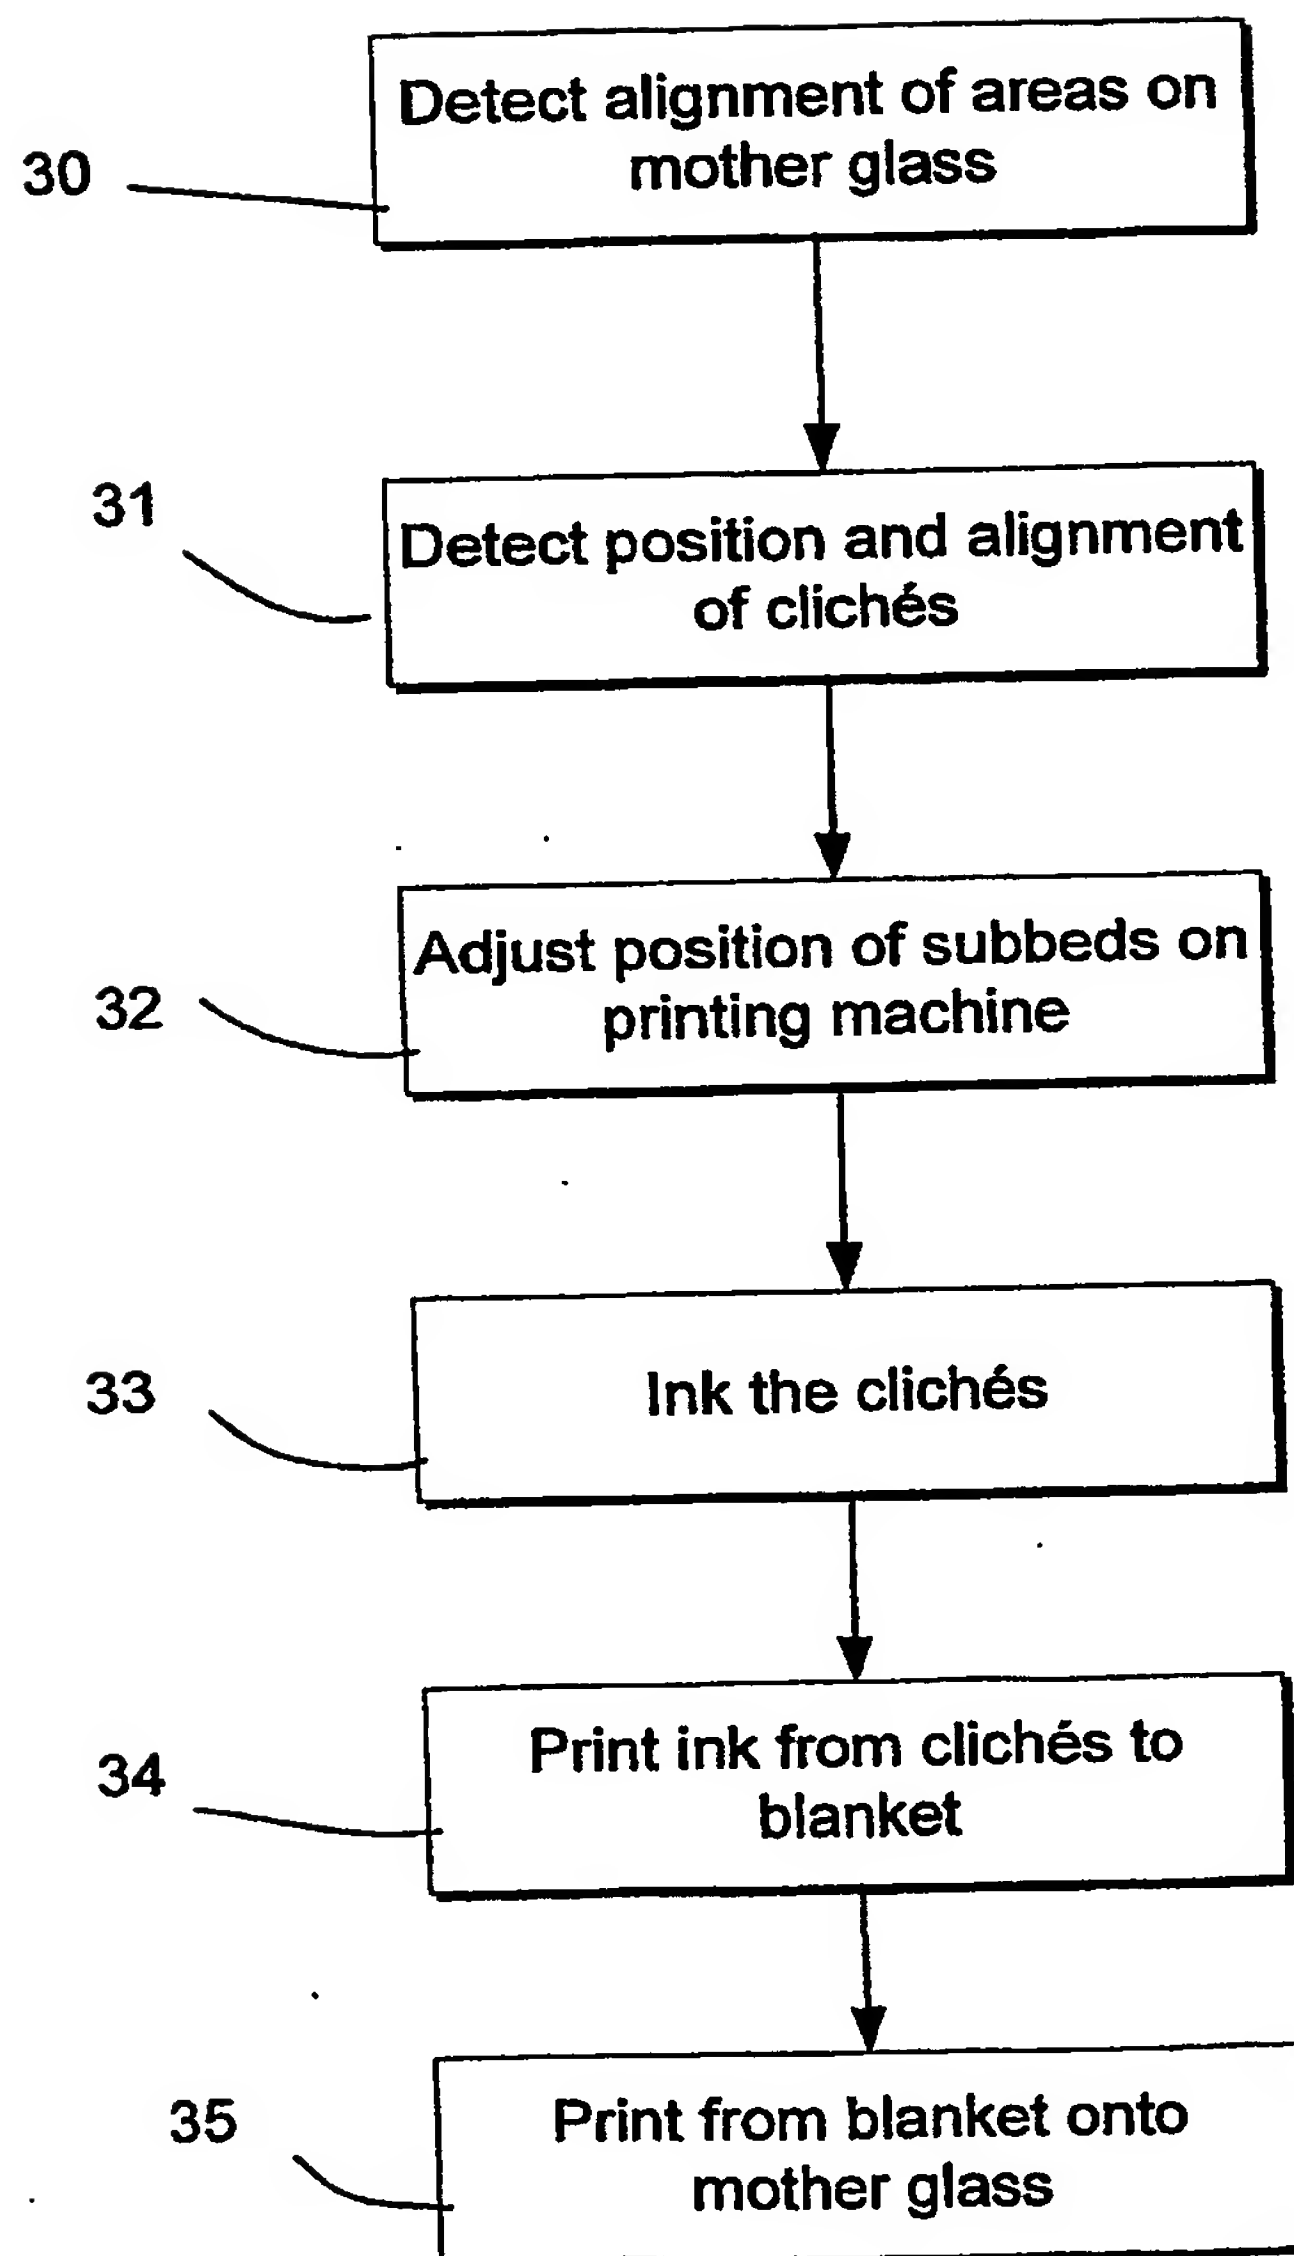 Detect alignment of areas on
mother glass
30
Detect position and alignment
of clichés
31
Adjust position of subbeds on
printing machine
32
Ink the clichés
33
Print ink from clichés to
blanket
34
Print from blanket onto
mother glass
35